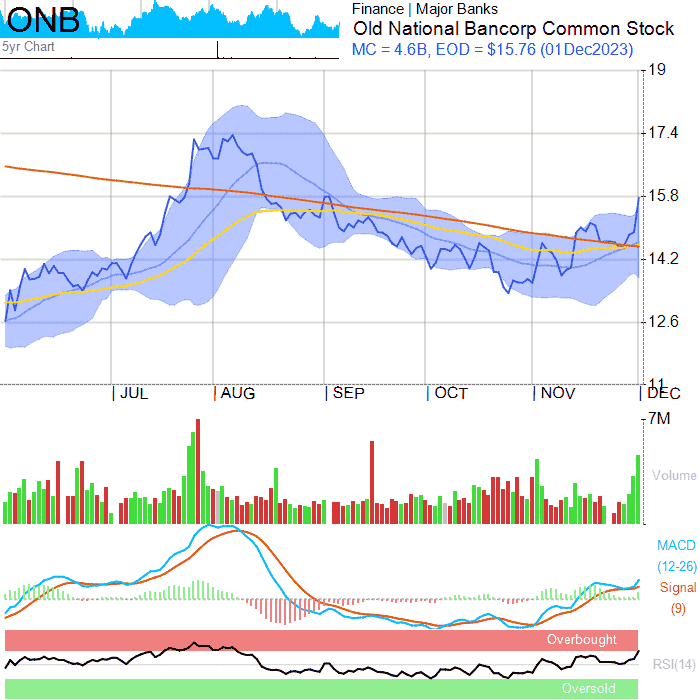 ONB
5yr Chart
Finance | Major Banks
Old National Bancorp Common Stock
MC = 4.6B, EOD = $15.76 (01Dec2023)
19
17.4
15.8
14.2
12.6
11
| JUL | AUG | SEP | OCT | NOV | DEC
7M
Volume
MACD
(12-26)
Signal
(9)
Overbought
RSI(14)
Oversold